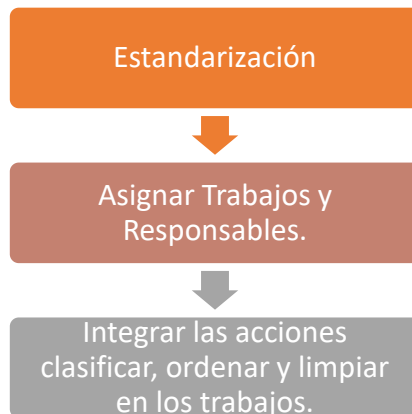 Estandarización
Asignar Trabajos y
Responsables.
Integrar las acciones
clasificar, ordenar y limpiar
en los trabajos.